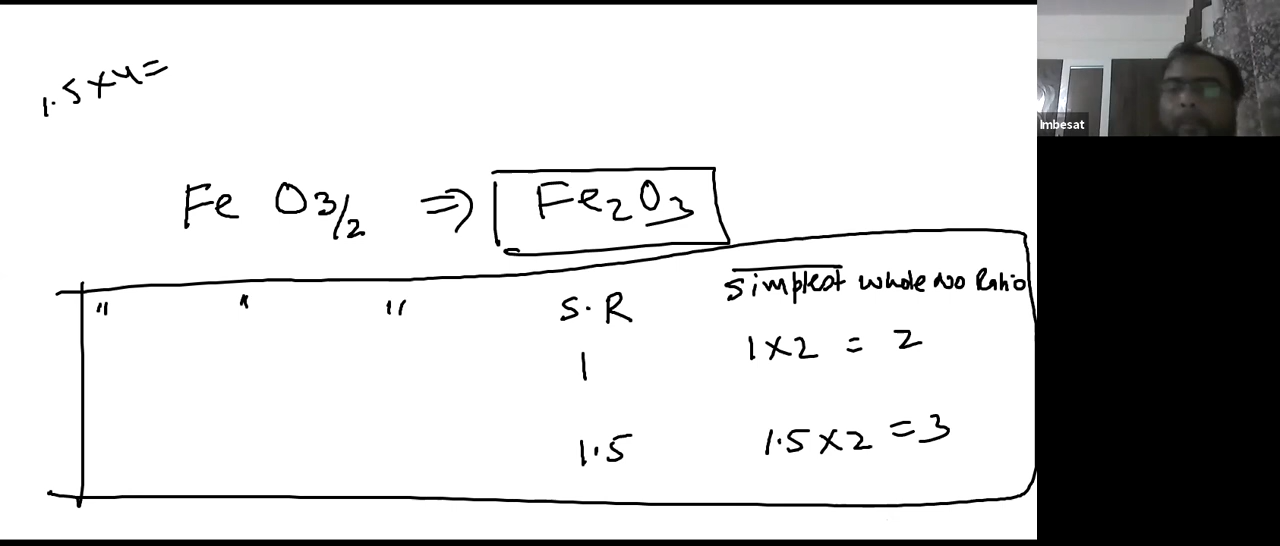 1.5×4=
Fe O3/2 ⇒ Fe2O3
" " " S.R simplest whole No Ratio
1 1×2 = 2
1.5 1.5×2 = 3
Imbesat